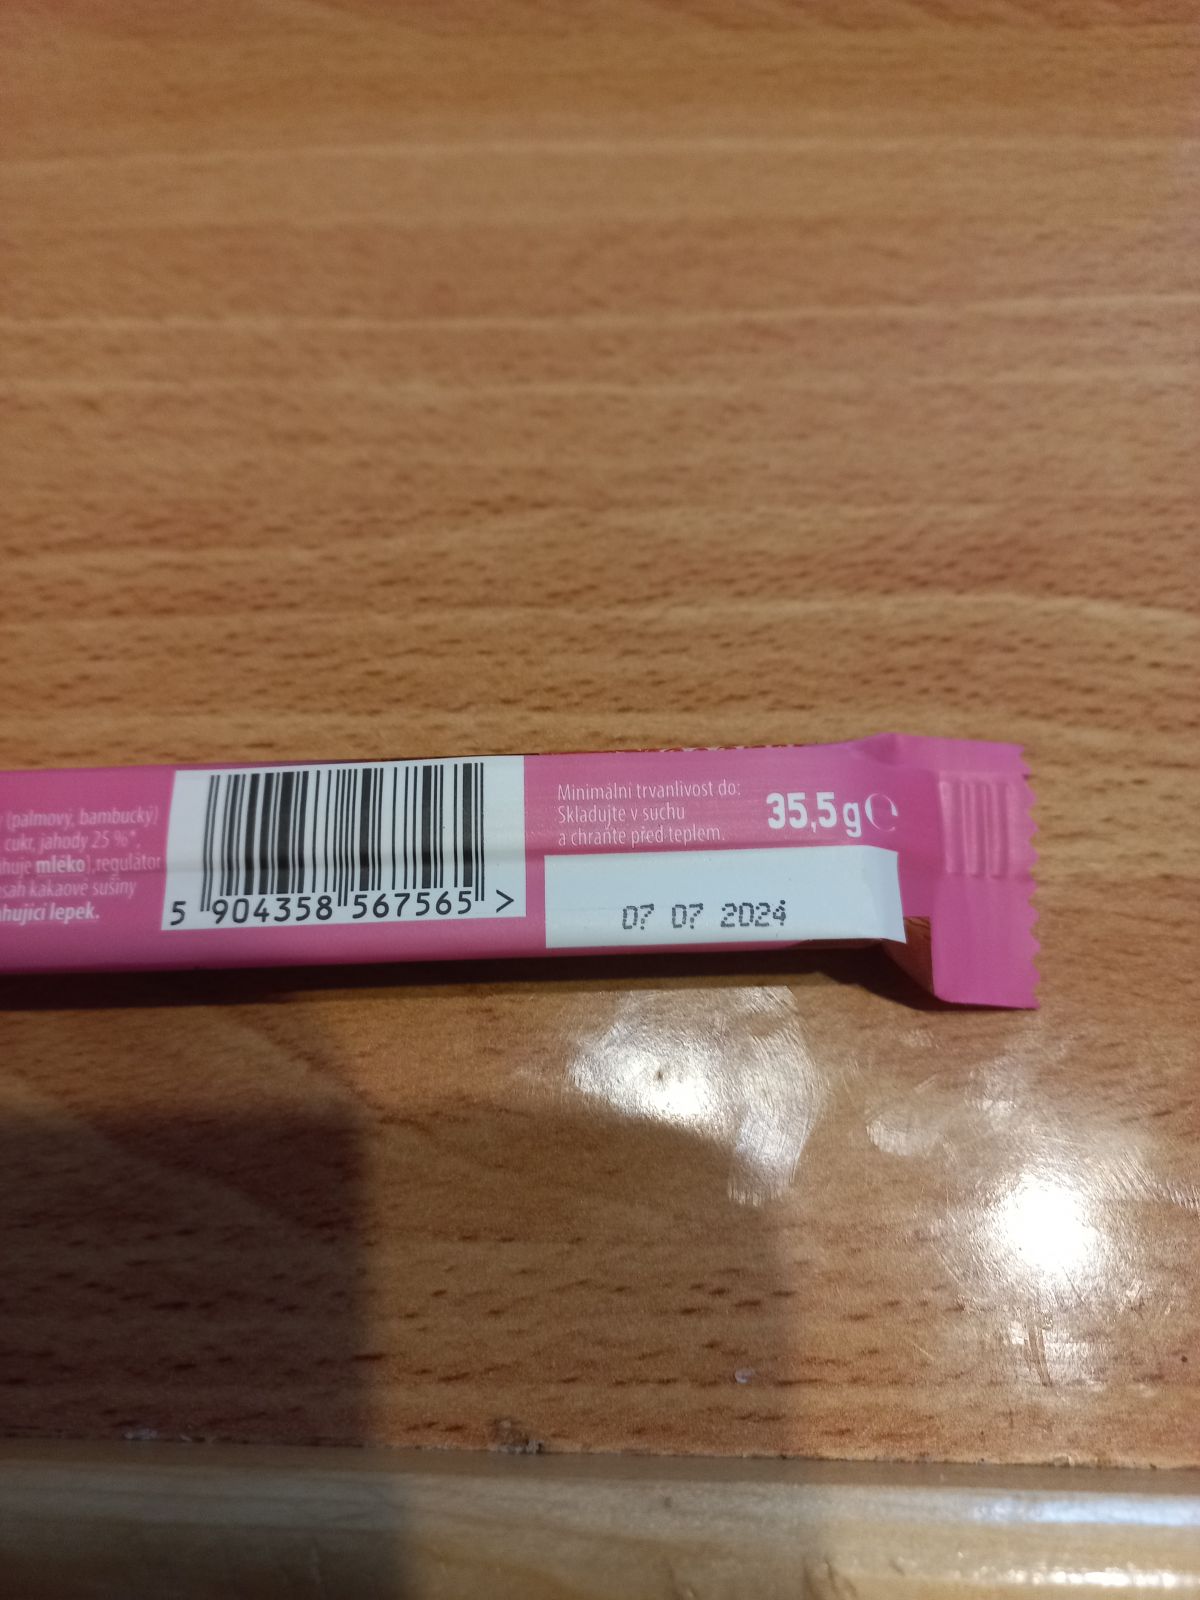 (palmový, bambucký)
cukr, jahody 25 %*,
mléko), regulátor
kakaové sušiny
lepek.
5 904358 567565 >
Minimální trvanlivost do:
Skladujte v suchu
a chraňte před teplem.
35,5 g ℮
07 07 2024